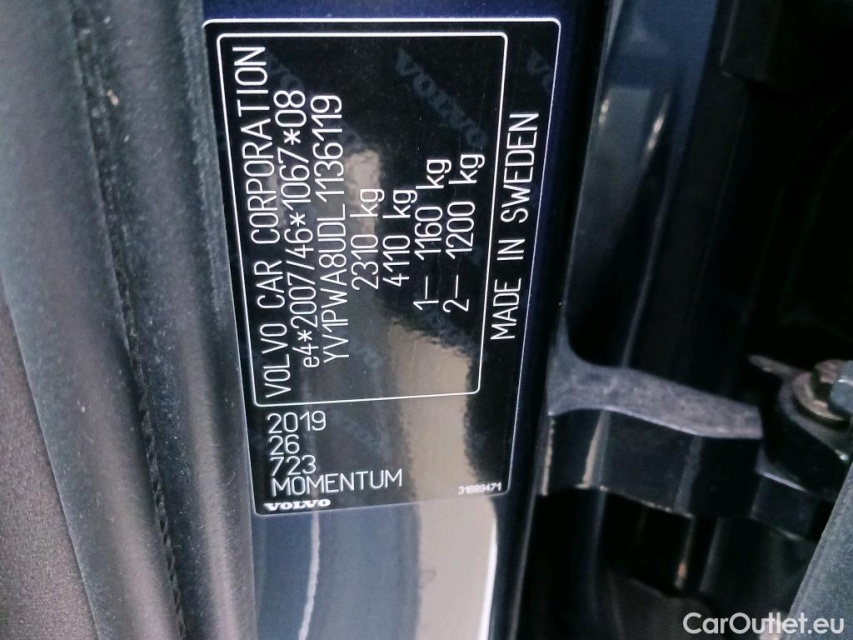 VOLVO CAR CORPORATION
e4*2007/46*1067*08
YV1PWA8UDL1136119
2310 kg
4110 kg
1— 1160 kg
2— 1200 kg
MADE IN SWEDEN
2019
26
723
MOMENTUM
VOLVO
31689471
VOLVO
CarOutlet.eu